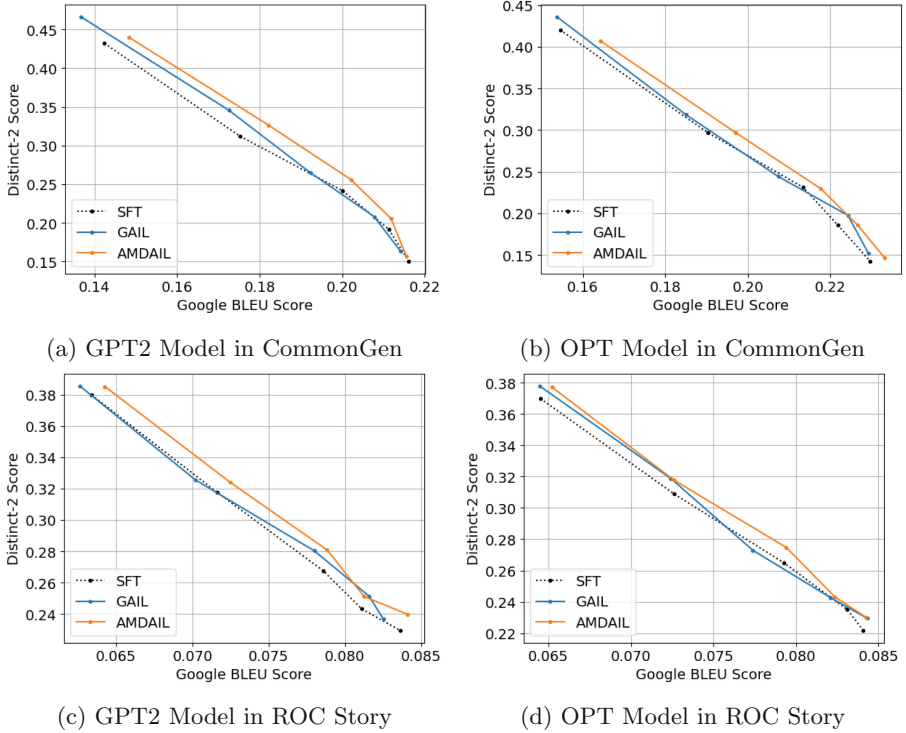 0.45
0.40
0.35
0.30
0.25
0.20
0.15
Distinct-2 Score
SFT
GAIL
AMDAIL
0.14 0.16 0.18 0.20 0.22
Google BLEU Score
(a) GPT2 Model in CommonGen
0.45
0.40
0.35
0.30
0.25
0.20
0.15
Distinct-2 Score
SFT
GAIL
AMDAIL
0.16 0.18 0.20 0.22
Google BLEU Score
(b) OPT Model in CommonGen
0.38
0.36
0.34
0.32
0.30
0.28
0.26
0.24
Distinct-2 Score
SFT
GAIL
AMDAIL
0.065 0.070 0.075 0.080 0.085
Google BLEU Score
(c) GPT2 Model in ROC Story
0.38
0.36
0.34
0.32
0.30
0.28
0.26
0.24
0.22
Distinct-2 Score
SFT
GAIL
AMDAIL
0.065 0.070 0.075 0.080 0.085
Google BLEU Score
(d) OPT Model in ROC Story